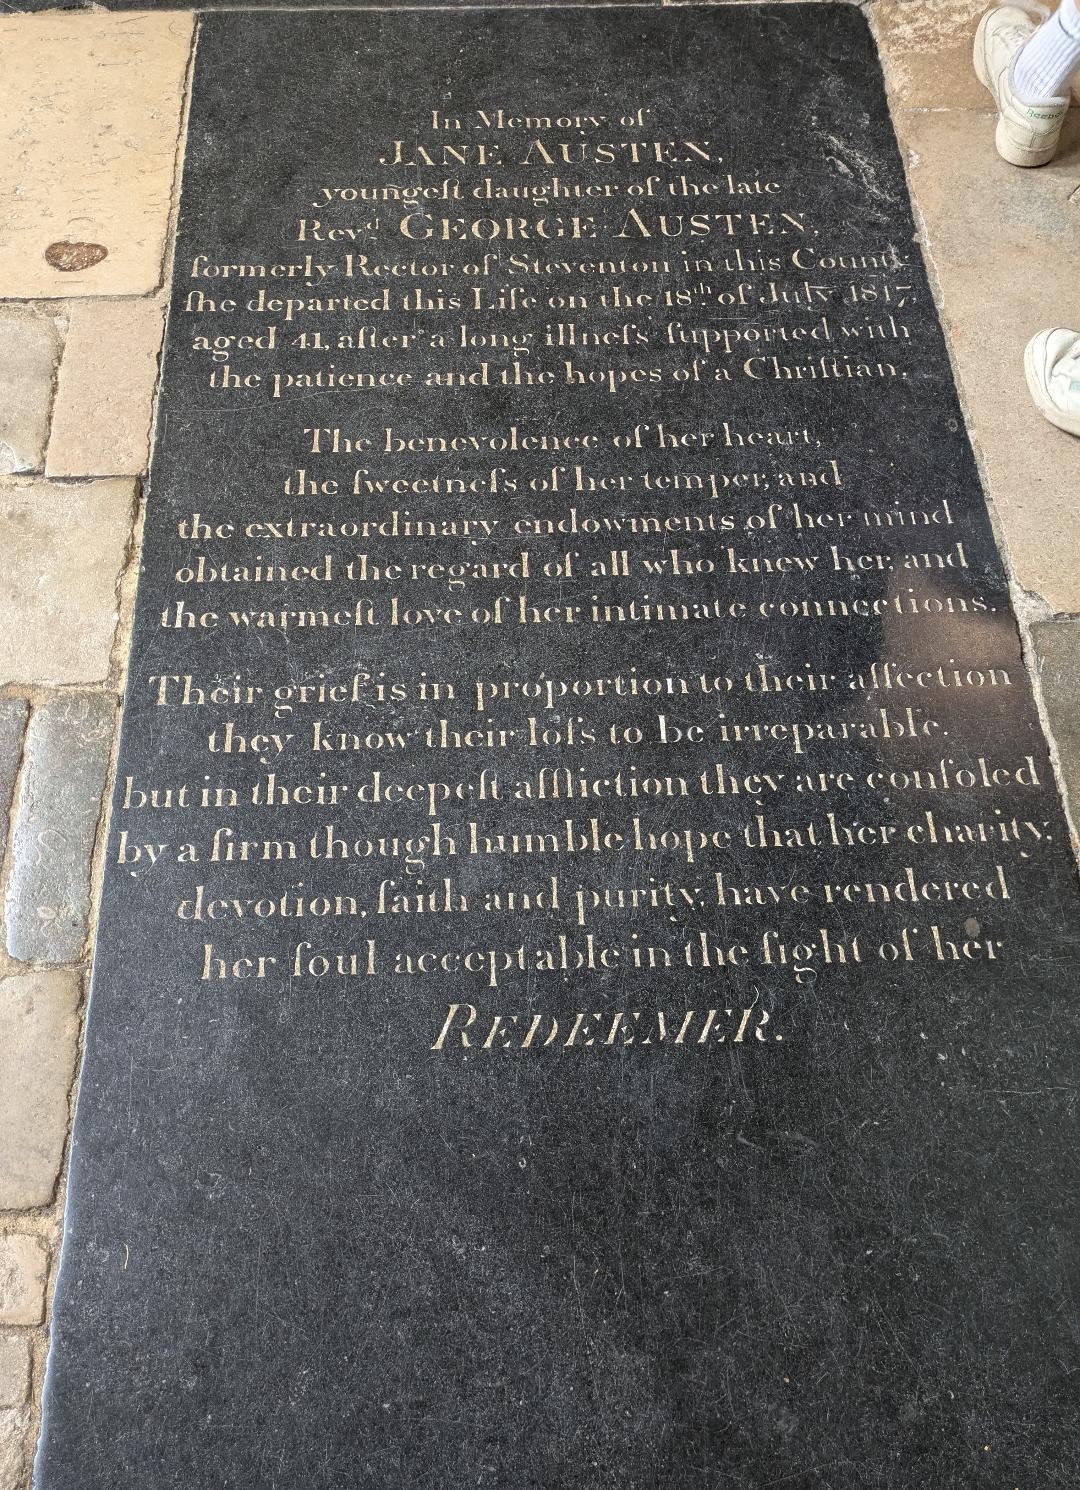 In Memory of
JANE AUSTEN,
youngeſt daughter of the late
Revd GEORGE AUSTEN,
formerly Rector of Steventon in this County
ſhe departed this Life on the 18th of July 1817,
aged 41, after a long illneſs ſupported with
the patience and the hopes of a Chriſtian.
The benevolence of her heart,
the ſweetneſs of her temper, and
the extraordinary endowments of her mind
obtained the regard of all who knew her, and
the warmeſt love of her intimate connections.
Their grief is in proportion to their affection
they know their loſs to be irreparable.
but in their deepeſt affliction they are conſoled
by a firm though humble hope that her charity,
devotion, faith and purity, have rendered
her ſoul acceptable in the ſight of her
REDEEMER.
Reebok